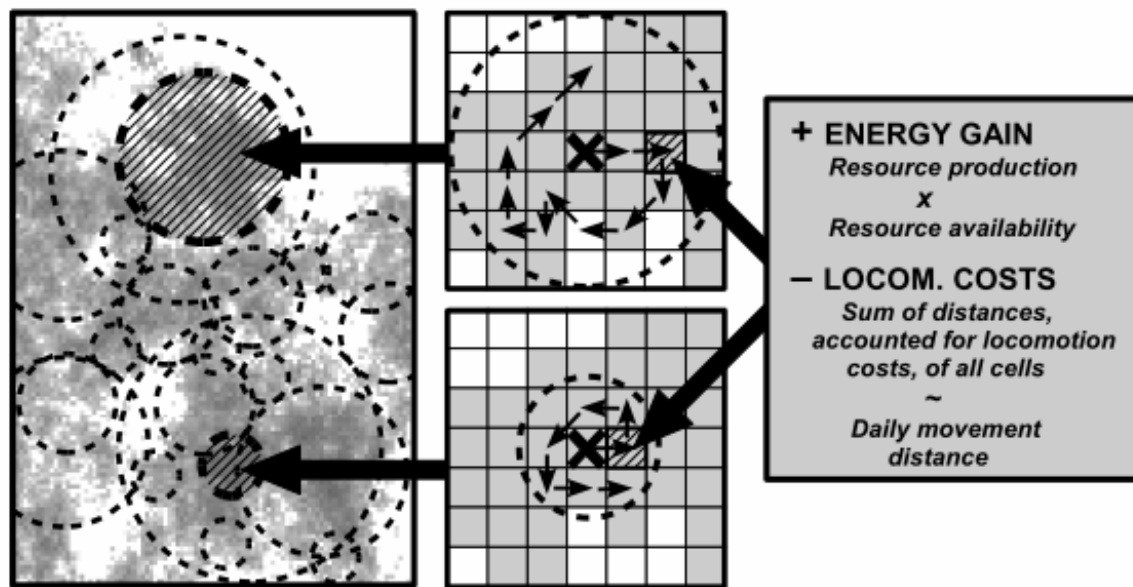 + ENERGY GAIN
Resource production
x
Resource availability
– LOCOM. COSTS
Sum of distances,
accounted for locomotion
costs, of all cells
~
Daily movement
distance